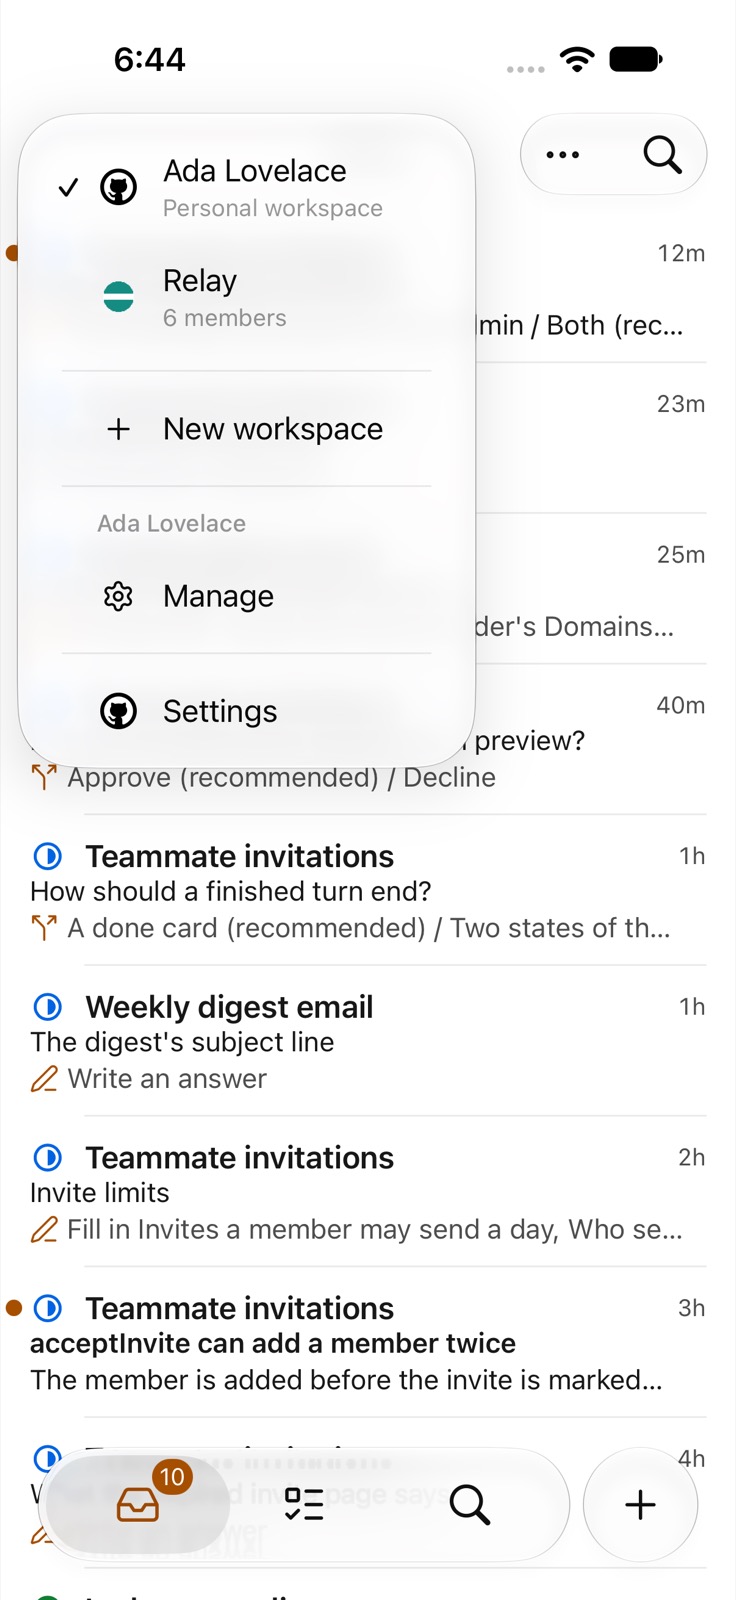 6:44
Ada Lovelace
Personal workspace
Relay
6 members
New workspace
Ada Lovelace
Manage
Settings
12m
min / Both (rec...
23m
25m
der's Domains...
40m
preview?
Approve (recommended) / Decline
Teammate invitations
1h
How should a finished turn end?
A done card (recommended) / Two states of th...
Weekly digest email
1h
The digest's subject line
Write an answer
Teammate invitations
2h
Invite limits
Fill in Invites a member may send a day, Who se...
Teammate invitations
3h
acceptInvite can add a member twice
The member is added before the invite is marked...
4h
page says
10